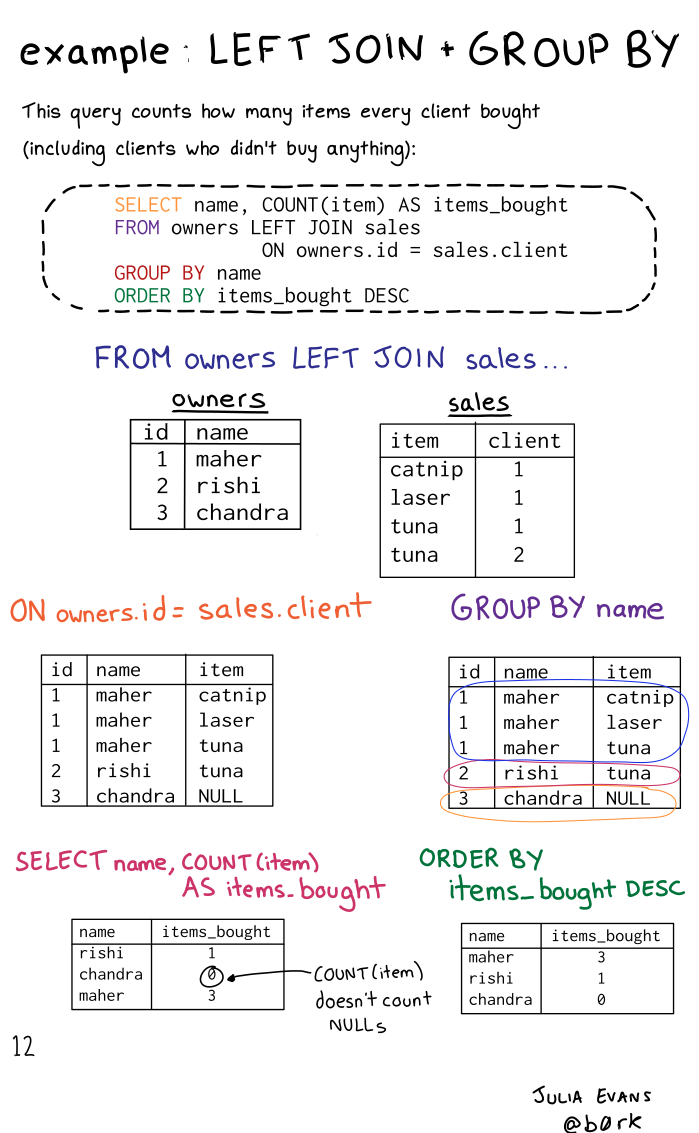 example: LEFT JOIN + GROUP BY
This query counts how many items every client bought
(including clients who didn't buy anything):
SELECT name, COUNT(item) AS items_bought
FROM owners LEFT JOIN sales
ON owners.id = sales.client
GROUP BY name
ORDER BY items_bought DESC
FROM owners LEFT JOIN sales...
owners
id name
1 maher
2 rishi
3 chandra
sales
item client
catnip 1
laser 1
tuna 1
tuna 2
ON owners.id = sales.client
id name item
1 maher catnip
1 maher laser
1 maher tuna
2 rishi tuna
3 chandra NULL
GROUP BY name
id name item
1 maher catnip
1 maher laser
1 maher tuna
2 rishi tuna
3 chandra NULL
SELECT name, COUNT(item)
AS items_bought
name items_bought
rishi 1
chandra 0
maher 3
COUNT(item)
doesn't count
NULLs
ORDER BY
items_bought DESC
name items_bought
maher 3
rishi 1
chandra 0
12
JULIA EVANS
@b0rk